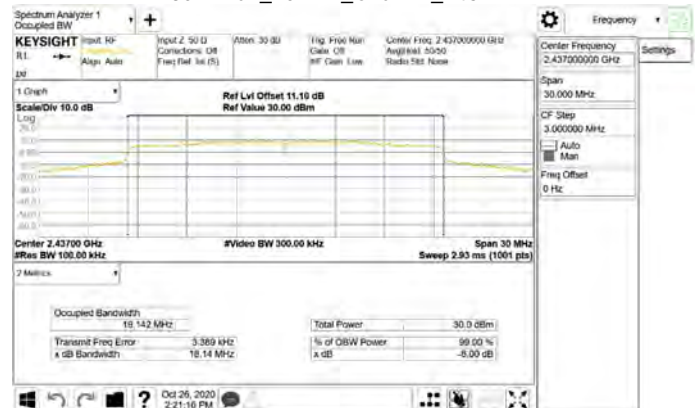 Spectrum Analyzer 1
Occupied BW
+
Frequency
KEYSIGHT
Input: RF
Input Z: 50 Ω
Atten: 30 dB
Trig: Free Run
Center Freq: 2.437000000 GHz
RL
Align: Auto
Corrections: Off
Freq Ref: Int (S)
Gate: Off
#IF Gain: Low
Avg|Hold: 50/50
Radio Std: None
Center Frequency
2.437000000 GHz
Settings
Span
30.000 MHz
CF Step
3.000000 MHz
Auto
Man
Freq Offset
0 Hz
1 Graph
Scale/Div 10.0 dB
Ref Lvl Offset 11.10 dB
Ref Value 30.00 dBm
Log
Center 2.43700 GHz
#Video BW 300.00 kHz
Span 30 MHz
#Res BW 100.00 kHz
Sweep 2.93 ms (1001 pts)
2 Metrics
Occupied Bandwidth
18.142 MHz
Total Power
30.0 dBm
Transmit Freq Error
3.389 kHz
% of OBW Power
99.00 %
x dB Bandwidth
18.14 MHz
x dB
-6.00 dB
?
Oct 26, 2020
2:21:16 PM